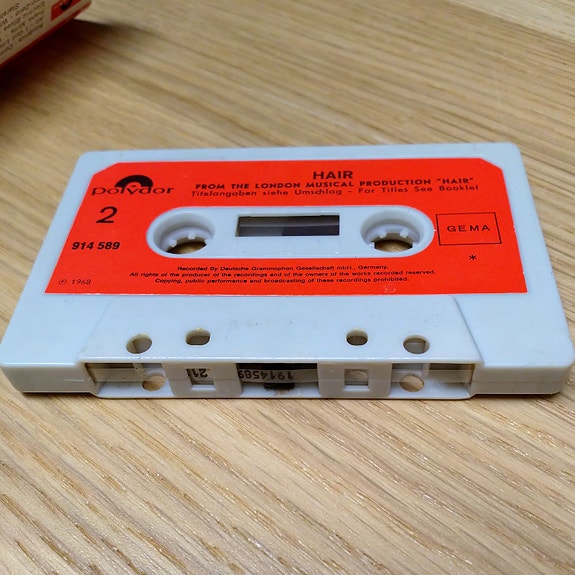 polydor
HAIR
FROM THE LONDON MUSICAL PRODUCTION "HAIR"
Titelangaben siehe Umschlag - For Titles See Booklet
2
914 589
GEMA
*
Recorded By Deutsche Grammophon Gesellschaft mbH., Germany.
All rights of the producer of the recordings and of the owners of the works recorded reserved.
Copying, public performance and broadcasting of these recordings prohibited.
℗ 1968
21
1914589